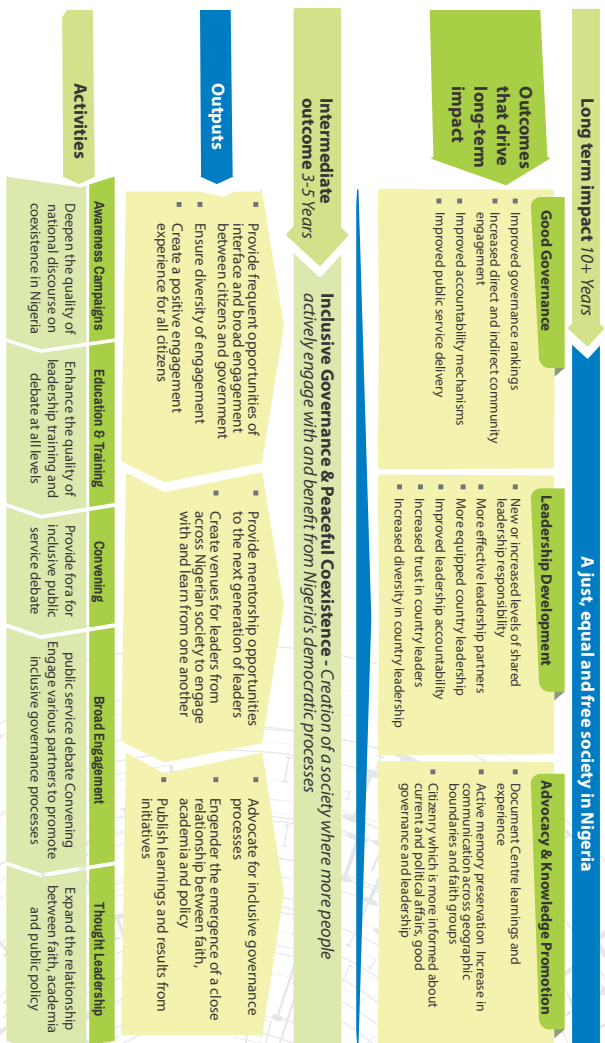 Long term impact 10+ Years
A just, equal and free society in Nigeria
Outcomes
that drive
long-term
impact
Good Governance
▪ Improved governance rankings
▪ Increased direct and indirect community
engagement
▪ Improved accountability mechanisms
▪ Improved public service delivery
Leadership Development
▪ New or increased levels of shared
leadership responsibility
▪ More effective leadership partners
▪ More equipped country leadership
▪ Improved leadership accountability
▪ Increased trust in country leaders
▪ Increased diversity in country leadership
Advocacy & Knowledge Promotion
▪ Document Centre learnings and
experience
▪ Active memory preservation Increase in
communication across geographic
boundaries and faith groups
▪ Citizenry which is more informed about
current and political affairs, good
governance and leadership
Intermediate
outcome 3-5 Years
Inclusive Governance & Peaceful Coexistence - Creation of a society where more people
actively engage with and benefit from Nigeria's democratic processes
Outputs
▪ Provide frequent opportunities of
interface and broad engagement
between citizens and government
▪ Ensure diversity of engagement
▪ Create a positive engagement
experience for all citizens
▪ Provide mentorship opportunities
to the next generation of leaders
▪ Create venues for leaders from
across Nigerian society to engage
with and learn from one another
▪ Advocate for inclusive governance
processes
▪ Engender the emergence of a close
relationship between faith,
academia and policy
▪ Publish learnings and results from
initiatives
Activities
Awareness Campaigns
Deepen the quality of
national discourse on
coexistence in Nigeria
Education & Training
Enhance the quality of
leadership training and
debate at all levels
Convening
Provide fora for
inclusive public
service debate
Broad Engagement
public service debate Convening
Engage various partners to promote
inclusive governance processes
Thought Leadership
Expand the relationship
between faith, academia
and public policy